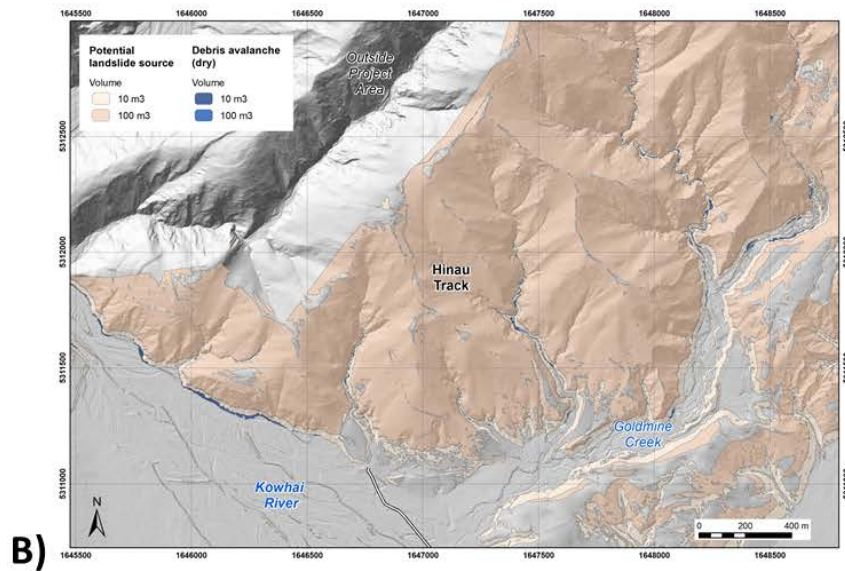 1645500 1646000 1646500 1647000 1647500 1648000 1648500
Potential landslide source
Volume
10 m3
100 m3
Debris avalanche (dry)
Volume
10 m3
100 m3
Outside
Project
Area
5312500
5312000
5311500
5311000
Hinau
Track
Goldmine
Creek
Kowhai
River
N
0 200 400 m
B)
1645500 1646000 1646500 1647000 1647500 1648000 1648500